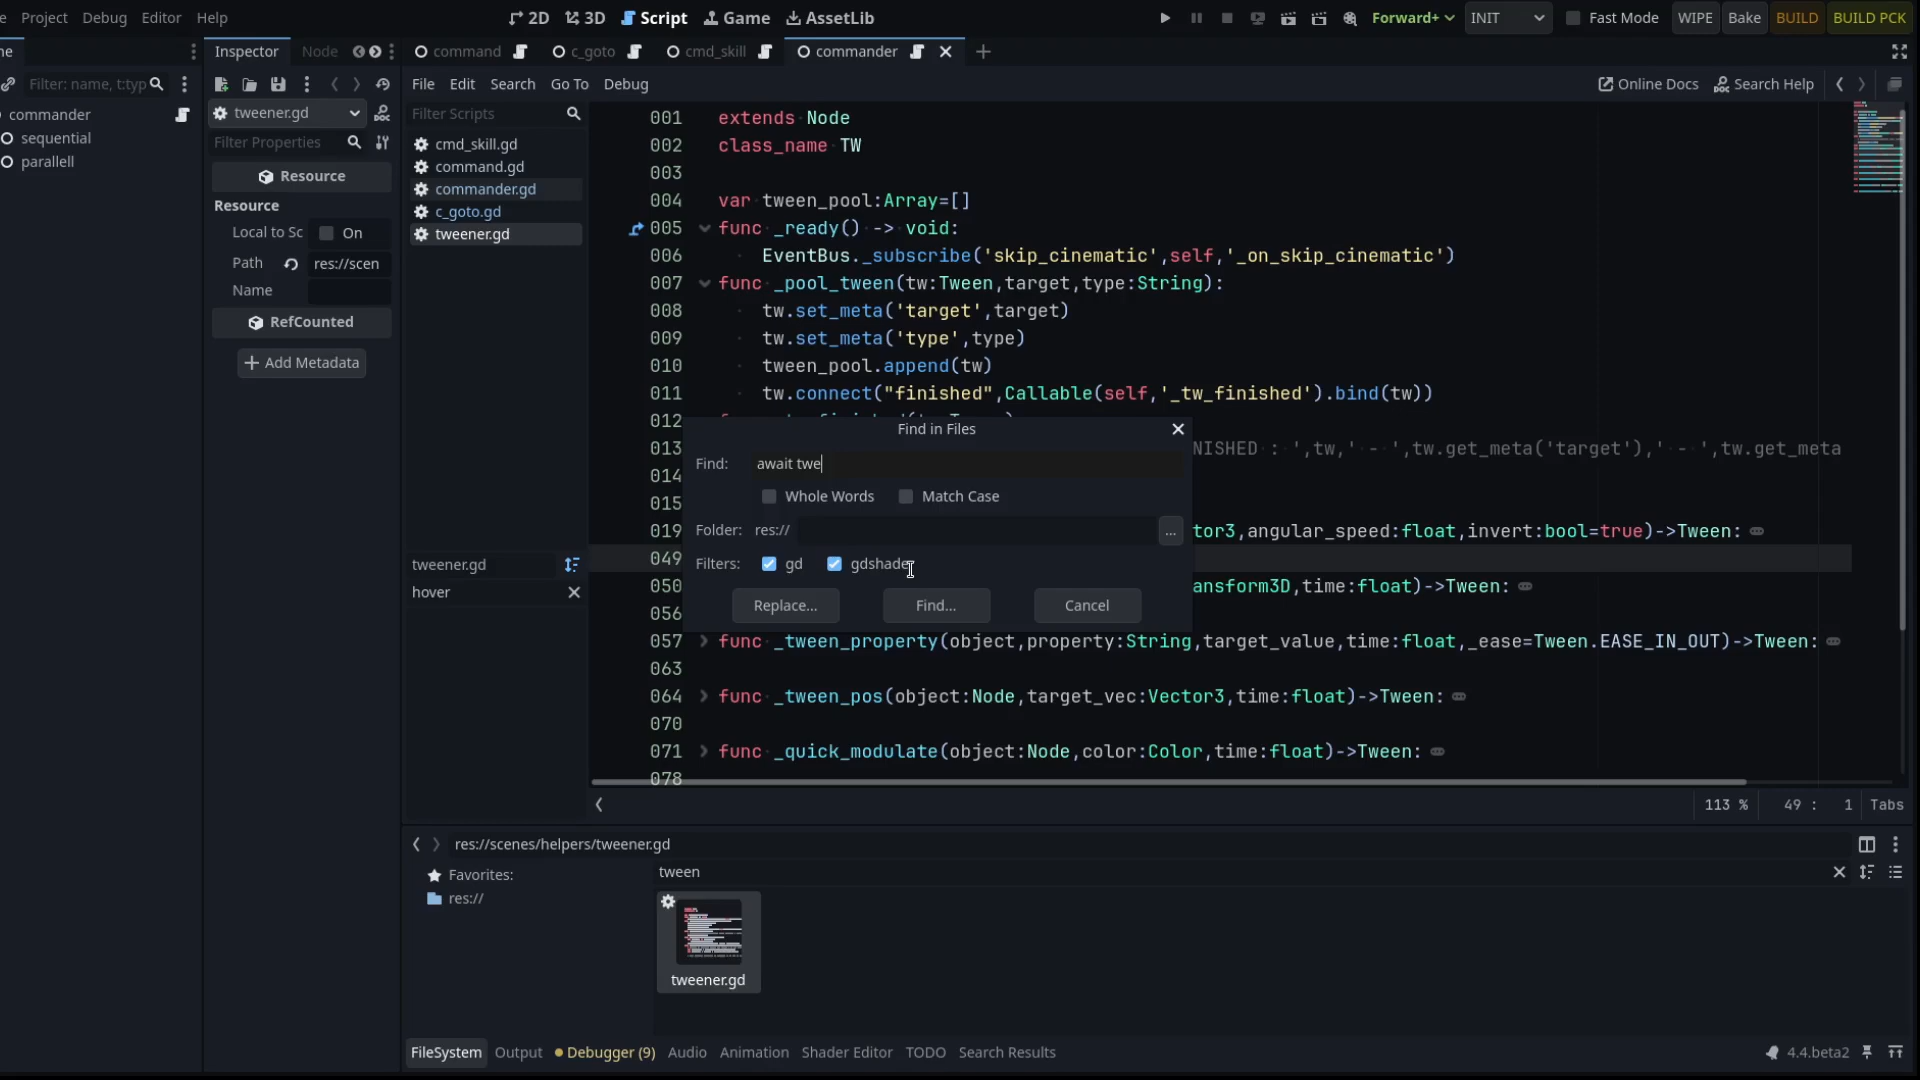 e Project Debug Editor Help
2D 3D Script Game AssetLib
Forward+ INIT Fast Mode WIPE Bake BUILD BUILD PCK
ne
Inspector Node
command c_goto cmd_skill commander
Filter: name, t:typ
commander
sequential
parallell
tweener.gd
Filter Properties
Resource
Resource
Local to Sc On
Path res://scen
Name
RefCounted
Add Metadata
File Edit Search Go To Debug
Online Docs Search Help
Filter Scripts
cmd_skill.gd
command.gd
commander.gd
c_goto.gd
tweener.gd
tweener.gd
hover
001 extends Node
002 class_name TW
003
004 var tween_pool:Array=[]
005 func _ready() -> void:
006 EventBus._subscribe('skip_cinematic',self,'_on_skip_cinematic')
007 func _pool_tween(tw:Tween,target,type:String):
008 tw.set_meta('target',target)
009 tw.set_meta('type',type)
010 tween_pool.append(tw)
011 tw.connect("finished",Callable(self,'_tw_finished').bind(tw))
012
013 NISHED : ',tw,' - ',tw.get_meta('target'),' - ',tw.get_meta
014
015
019 tor3,angular_speed:float,invert:bool=true)->Tween:
049
050 ansform3D,time:float)->Tween:
056
057 func _tween_property(object,property:String,target_value,time:float,_ease=Tween.EASE_IN_OUT)->Tween:
063
064 func _tween_pos(object:Node,target_vec:Vector3,time:float)->Tween:
070
071 func _quick_modulate(object:Node,color:Color,time:float)->Tween:
078
Find in Files
Find: await twe
Whole Words Match Case
Folder: res:// ...
Filters: gd gdshader
Replace... Find... Cancel
113 % 49 : 1 Tabs
res://scenes/helpers/tweener.gd
Favorites:
res://
tween
tweener.gd
FileSystem Output Debugger (9) Audio Animation Shader Editor TODO Search Results
4.4.beta2